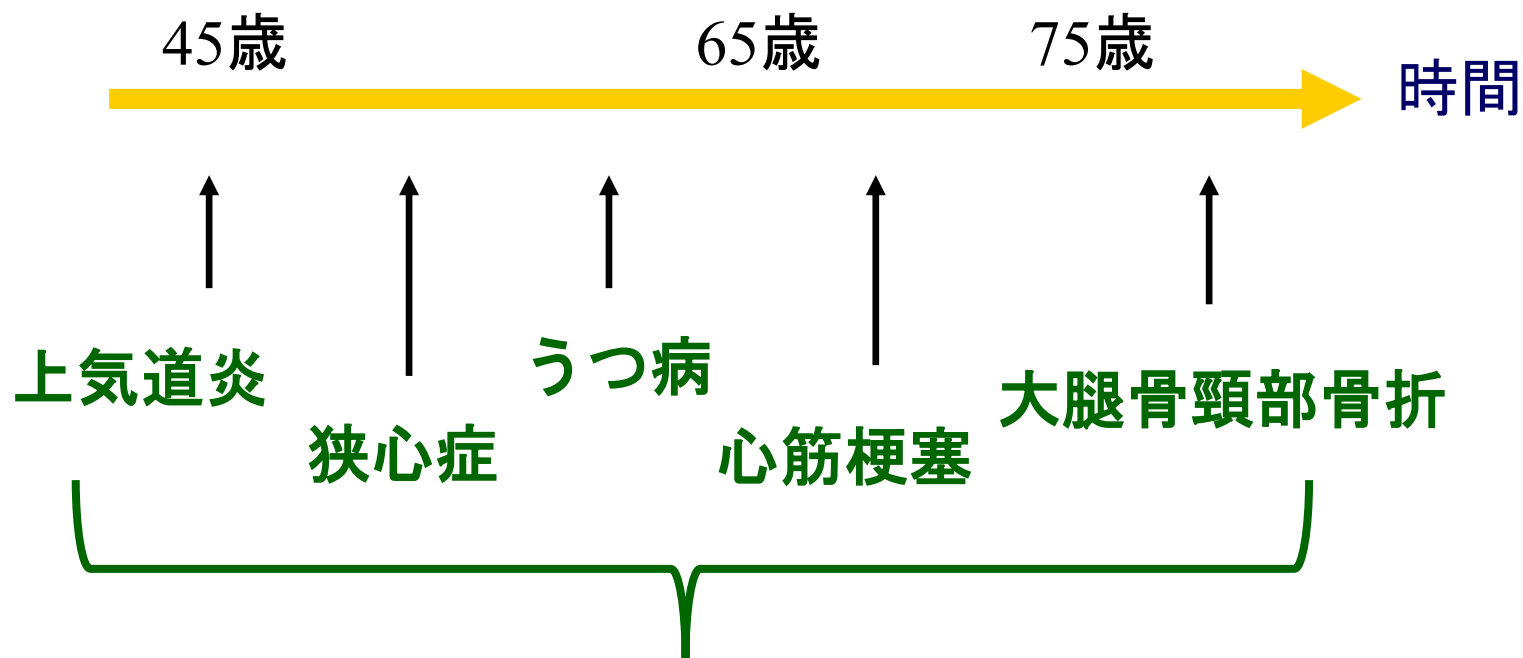 45歳
65歳
75歳
時間
上気道炎
狭心症
うつ病
心筋梗塞
大腿骨頸部骨折